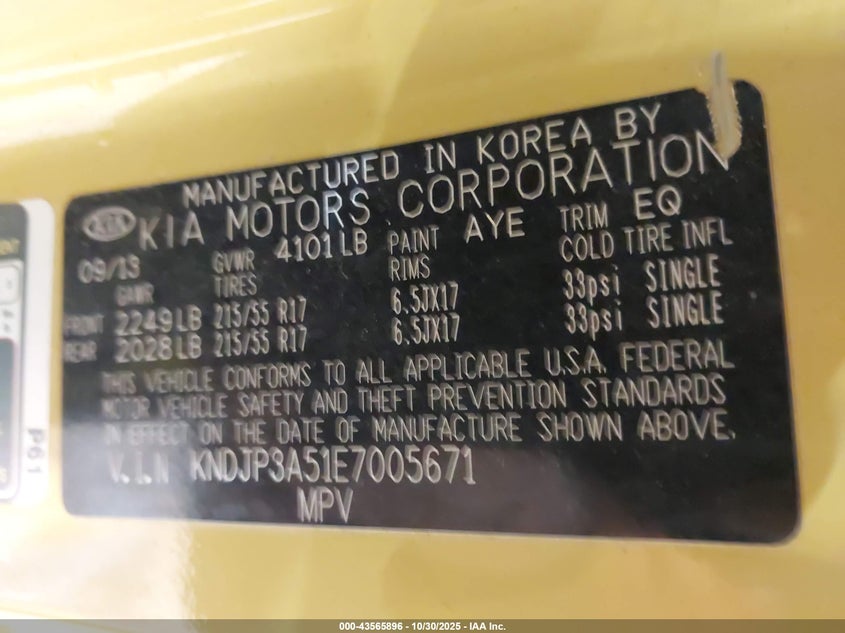 MANUFACTURED IN KOREA BY
KIA KIA MOTORS CORPORATION
09/13 GVWR 4101LB PAINT AYE TRIM EQ
GAWR TIRES RIMS COLD TIRE INFL
FRONT 2249LB 215/55 R17 6.5JX17 33psi SINGLE
REAR 2028LB 215/55 R17 6.5JX17 33psi SINGLE
THIS VEHICLE CONFORMS TO ALL APPLICABLE U.S.A. FEDERAL
MOTOR VEHICLE SAFETY AND THEFT PREVENTION STANDARDS
IN EFFECT ON THE DATE OF MANUFACTURE SHOWN ABOVE.
V.I.N KNDJP3A51E7005671
MPV
P61
000-43565896 - 10/30/2025 - IAA Inc.